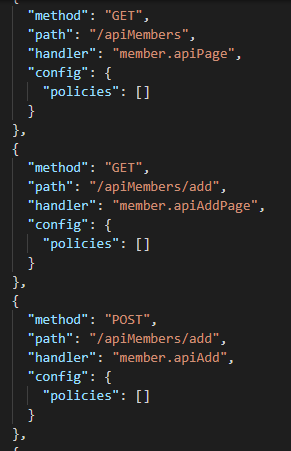 {
"method": "GET",
"path": "/apiMembers",
"handler": "member.apiPage",
"config": {
"policies": []
}
},
{
"method": "GET",
"path": "/apiMembers/add",
"handler": "member.apiAddPage",
"config": {
"policies": []
}
},
{
"method": "POST",
"path": "/apiMembers/add",
"handler": "member.apiAdd",
"config": {
"policies": []
}
},
{